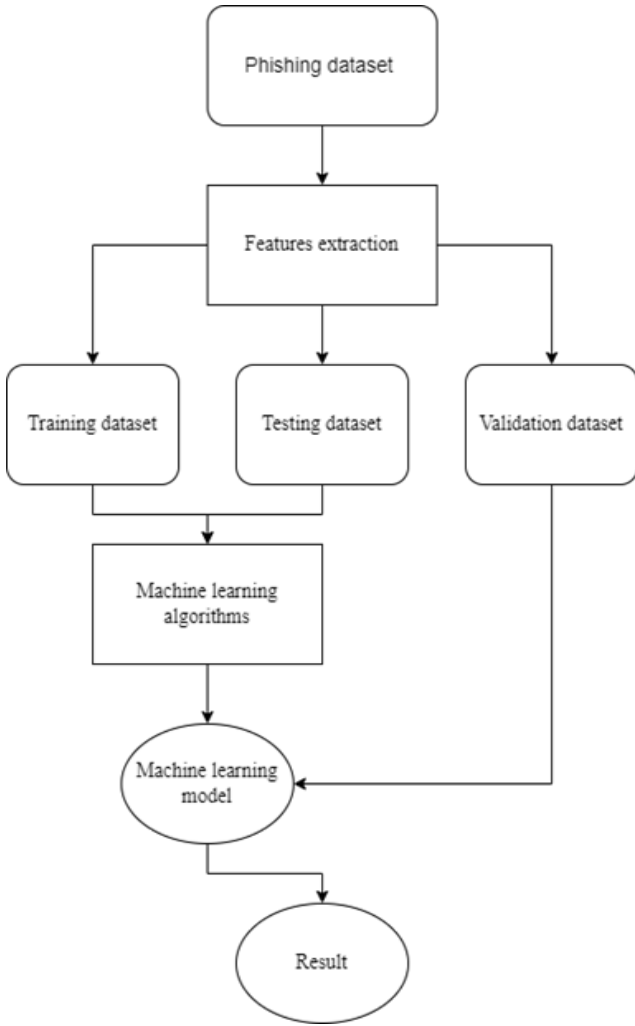 Phishing dataset
Features extraction
Training dataset
Testing dataset
Validation dataset
Machine learning
algorithms
Machine learning
model
Result